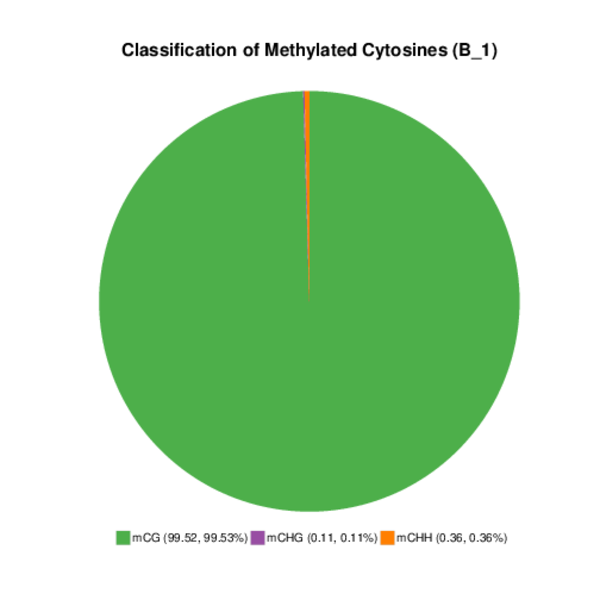 Classification of Methylated Cytosines (B_1)
mCG (99.52, 99.53%) mCHG (0.11, 0.11%) mCHH (0.36, 0.36%)